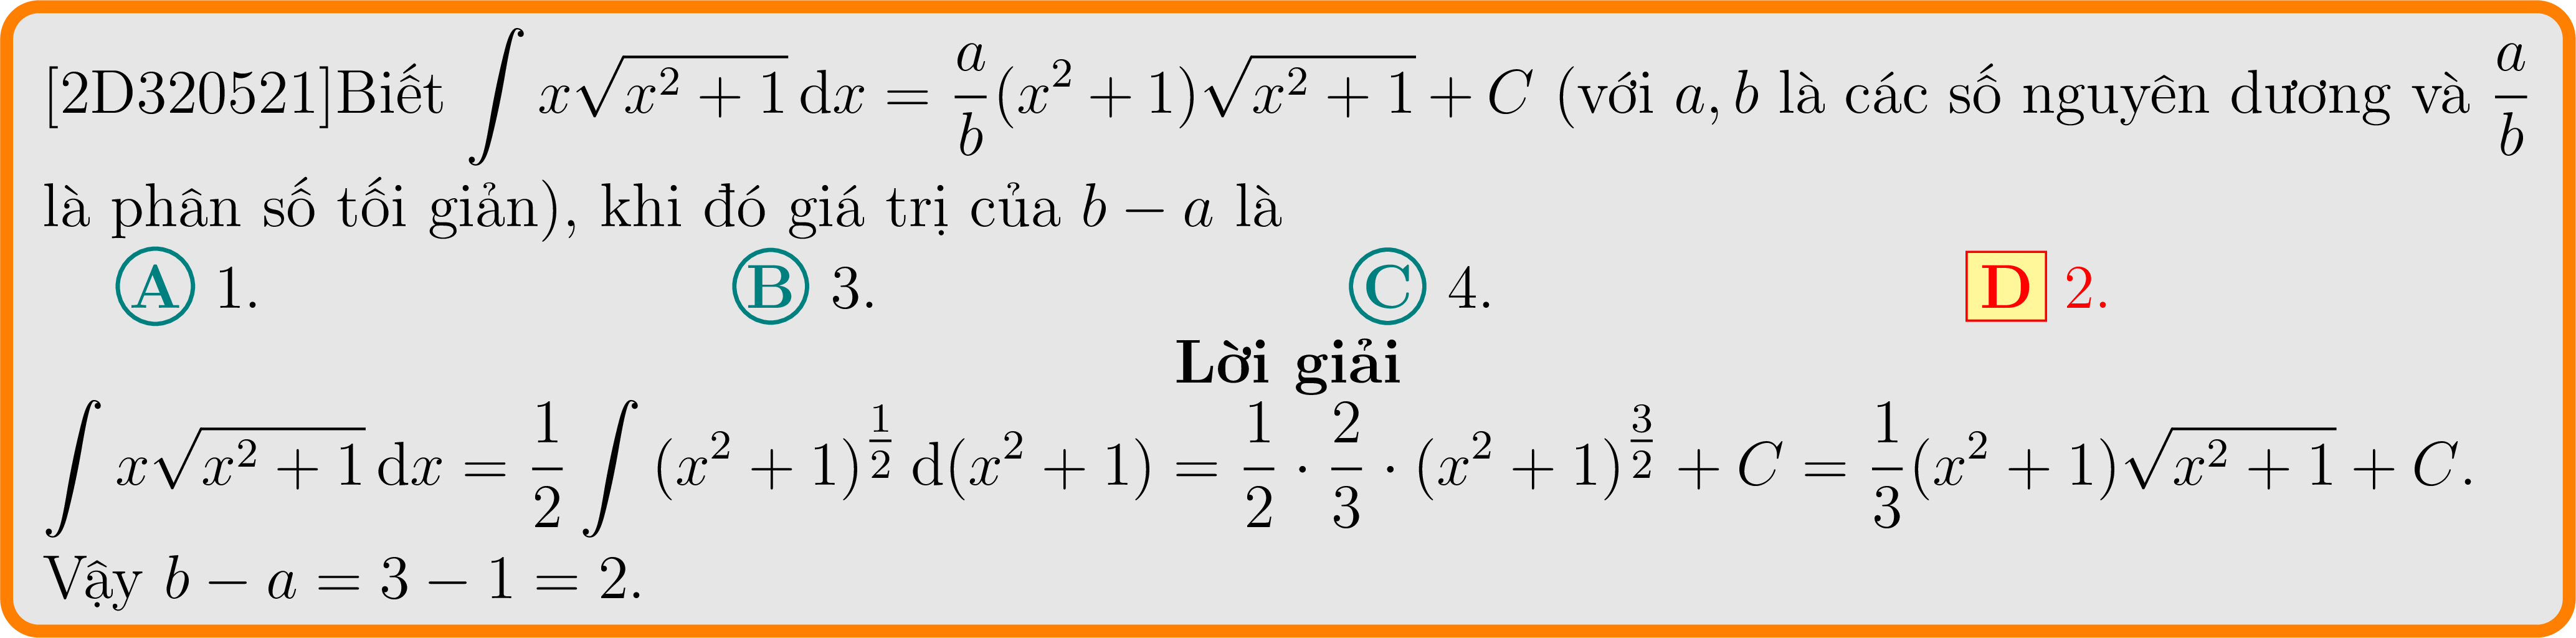 [2D320521]Biết $\int x\sqrt{x^2+1}\,\mathrm{d}x = \frac{a}{b}(x^2+1)\sqrt{x^2+1}+C$ (với $a, b$ là các số nguyên dương và $\frac{a}{b}$
là phân số tối giản), khi đó giá trị của $b-a$ là
A 1. B 3. C 4. D 2.
Lời giải
$\int x\sqrt{x^2+1}\,\mathrm{d}x = \frac{1}{2}\int (x^2+1)^{\frac{1}{2}}\,\mathrm{d}(x^2+1) = \frac{1}{2}\cdot\frac{2}{3}\cdot(x^2+1)^{\frac{3}{2}}+C = \frac{1}{3}(x^2+1)\sqrt{x^2+1}+C.$
Vậy $b-a=3-1=2.$